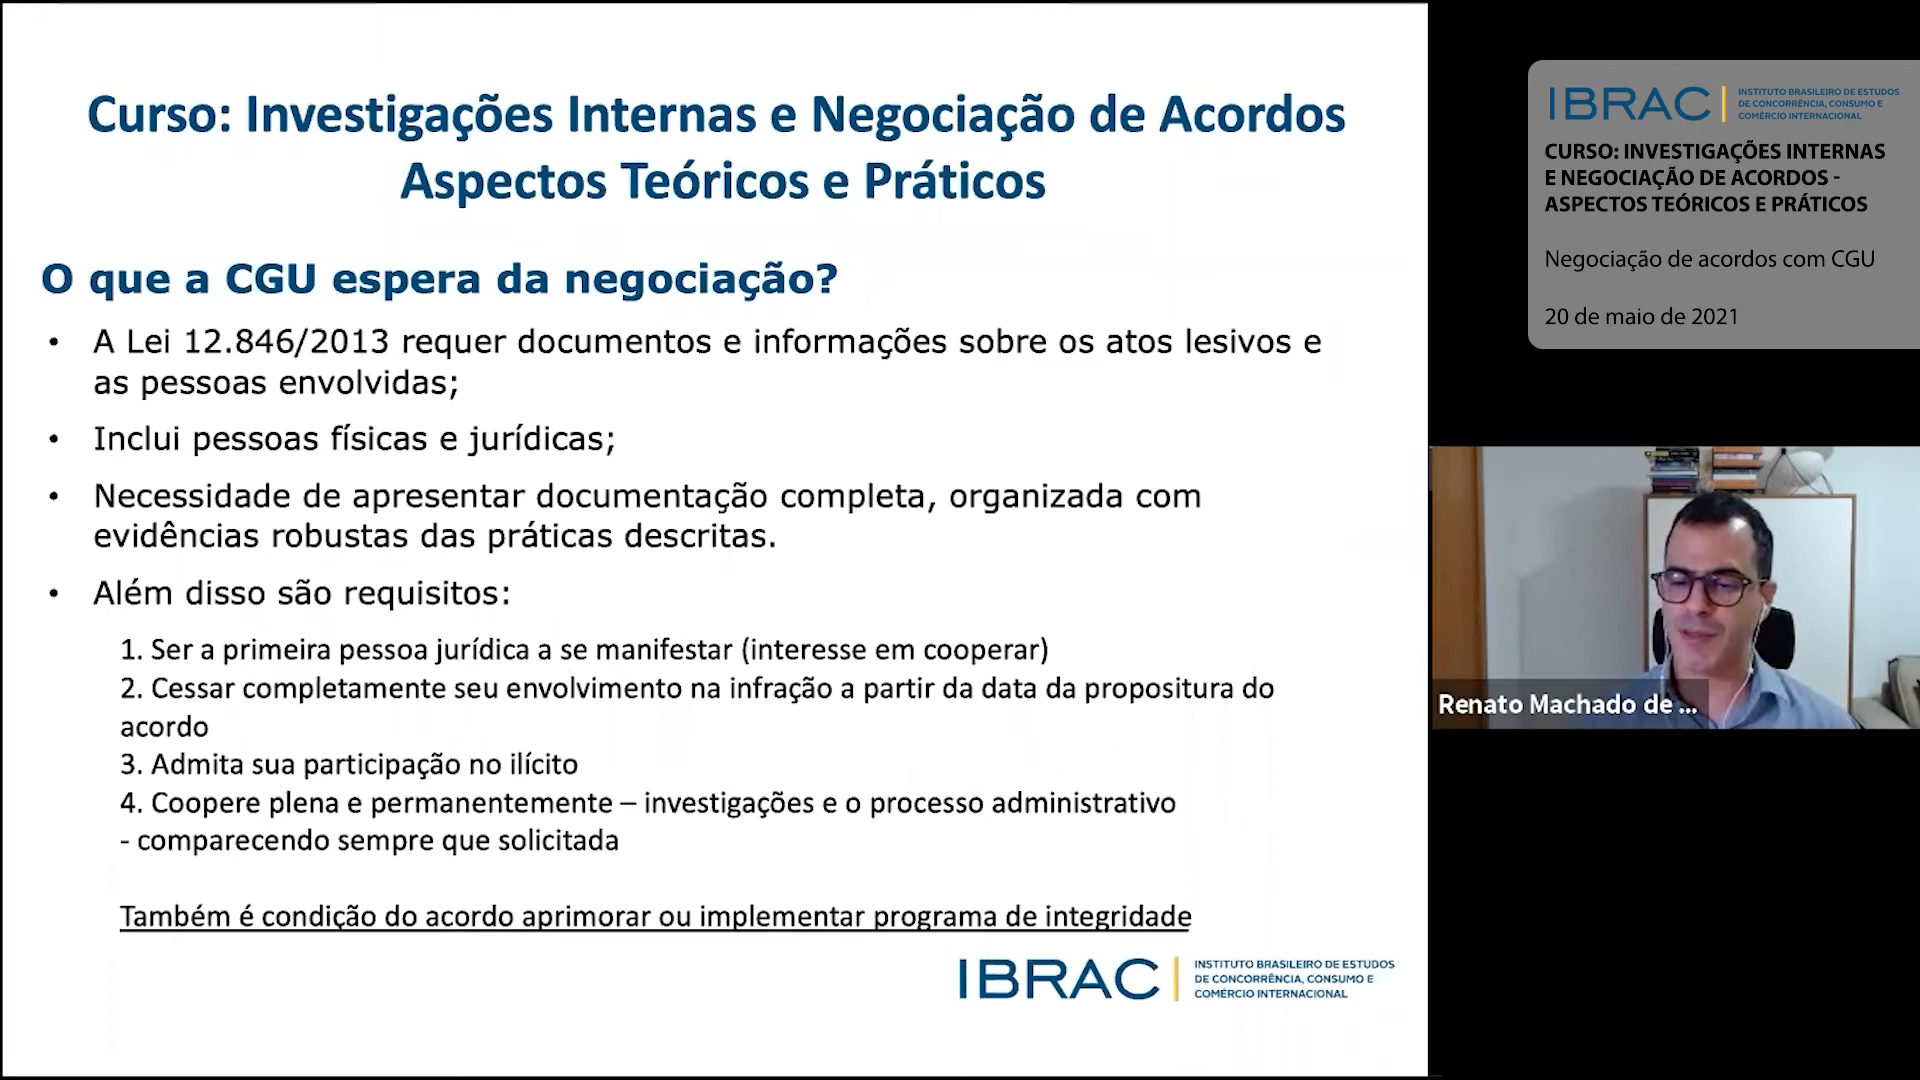 Curso: Investigações Internas e Negociação de Acordos
Aspectos Teóricos e Práticos
O que a CGU espera da negociação?
• A Lei 12.846/2013 requer documentos e informações sobre os atos lesivos e
as pessoas envolvidas;
• Inclui pessoas físicas e jurídicas;
• Necessidade de apresentar documentação completa, organizada com
evidências robustas das práticas descritas.
• Além disso são requisitos:
1. Ser a primeira pessoa jurídica a se manifestar (interesse em cooperar)
2. Cessar completamente seu envolvimento na infração a partir da data da propositura do
acordo
3. Admita sua participação no ilícito
4. Coopere plena e permanentemente – investigações e o processo administrativo
- comparecendo sempre que solicitada
Também é condição do acordo aprimorar ou implementar programa de integridade
IBRAC
INSTITUTO BRASILEIRO DE ESTUDOS
DE CONCORRÊNCIA, CONSUMO E
COMÉRCIO INTERNACIONAL
IBRAC
INSTITUTO BRASILEIRO DE ESTUDOS
DE CONCORRÊNCIA, CONSUMO E
COMÉRCIO INTERNACIONAL
CURSO: INVESTIGAÇÕES INTERNAS
E NEGOCIAÇÃO DE ACORDOS -
ASPECTOS TEÓRICOS E PRÁTICOS
Negociação de acordos com CGU
20 de maio de 2021
Renato Machado de ...